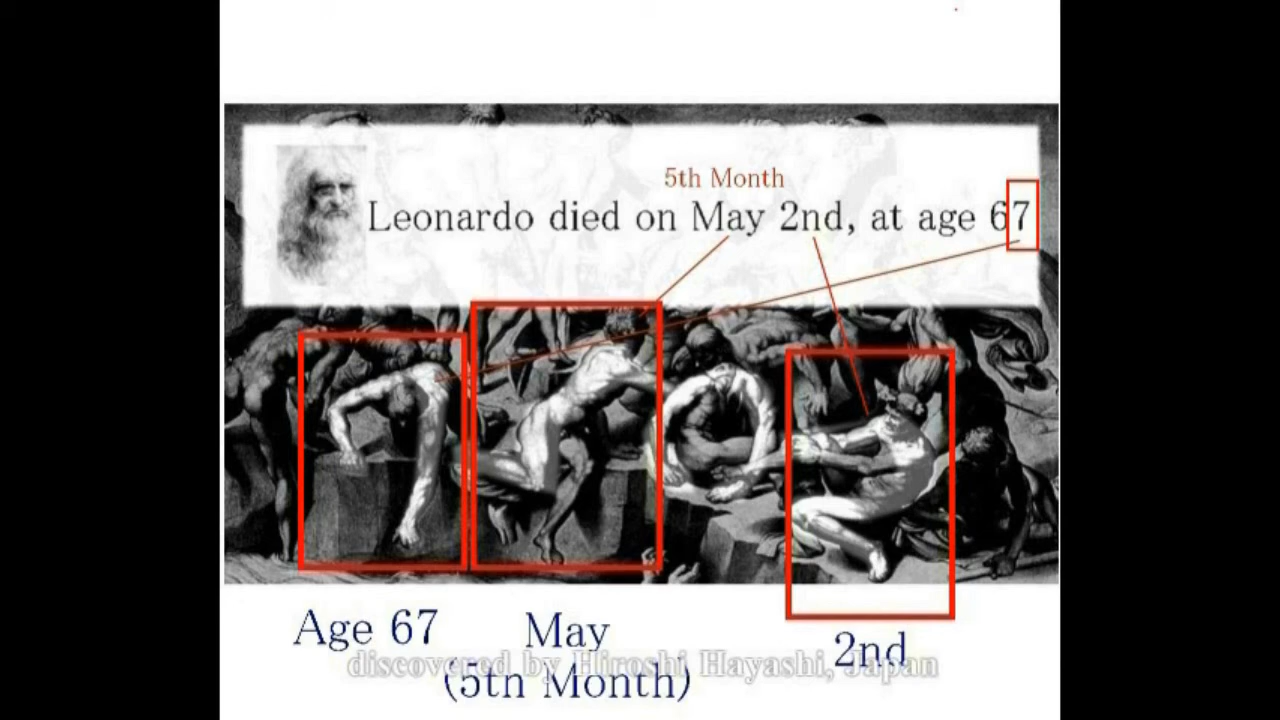 5th Month
Leonardo died on May 2nd, at age 67
Age 67
May
2nd
discovered by Hiroshi Hayashi, Japan
(5th Month)